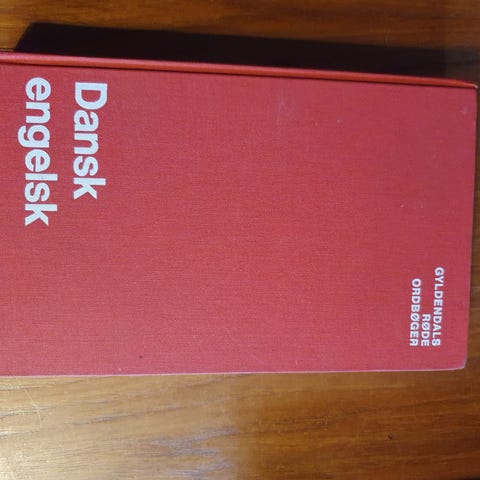 Dansk
engelsk
GYLDENDALS
RØDE
ORDBØGER